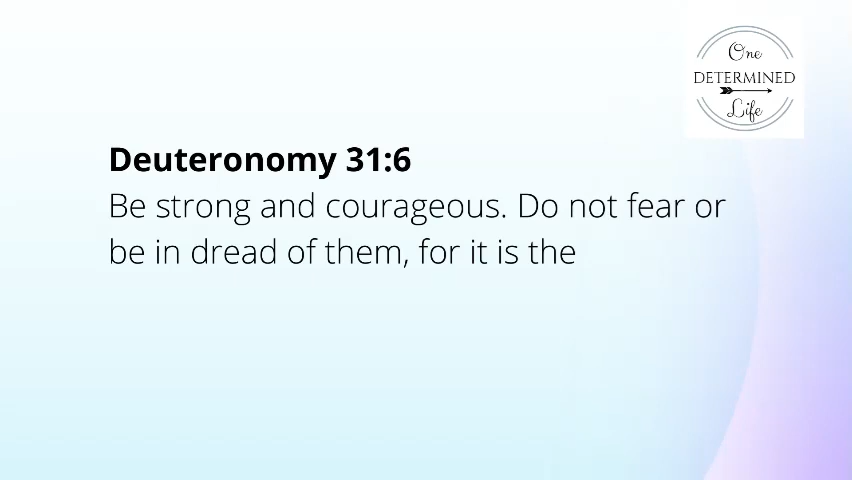 One
DETERMINED
Life
Deuteronomy 31:6
Be strong and courageous. Do not fear or
be in dread of them, for it is the